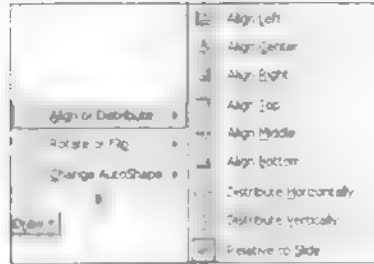 Align or Distribute
Rotate or Flip
Change AutoShape
Draw
Align Left
Align Center
Align Right
Align Top
Align Middle
Align Bottom
Distribute Horizontally
Distribute Vertically
Relative to Slide